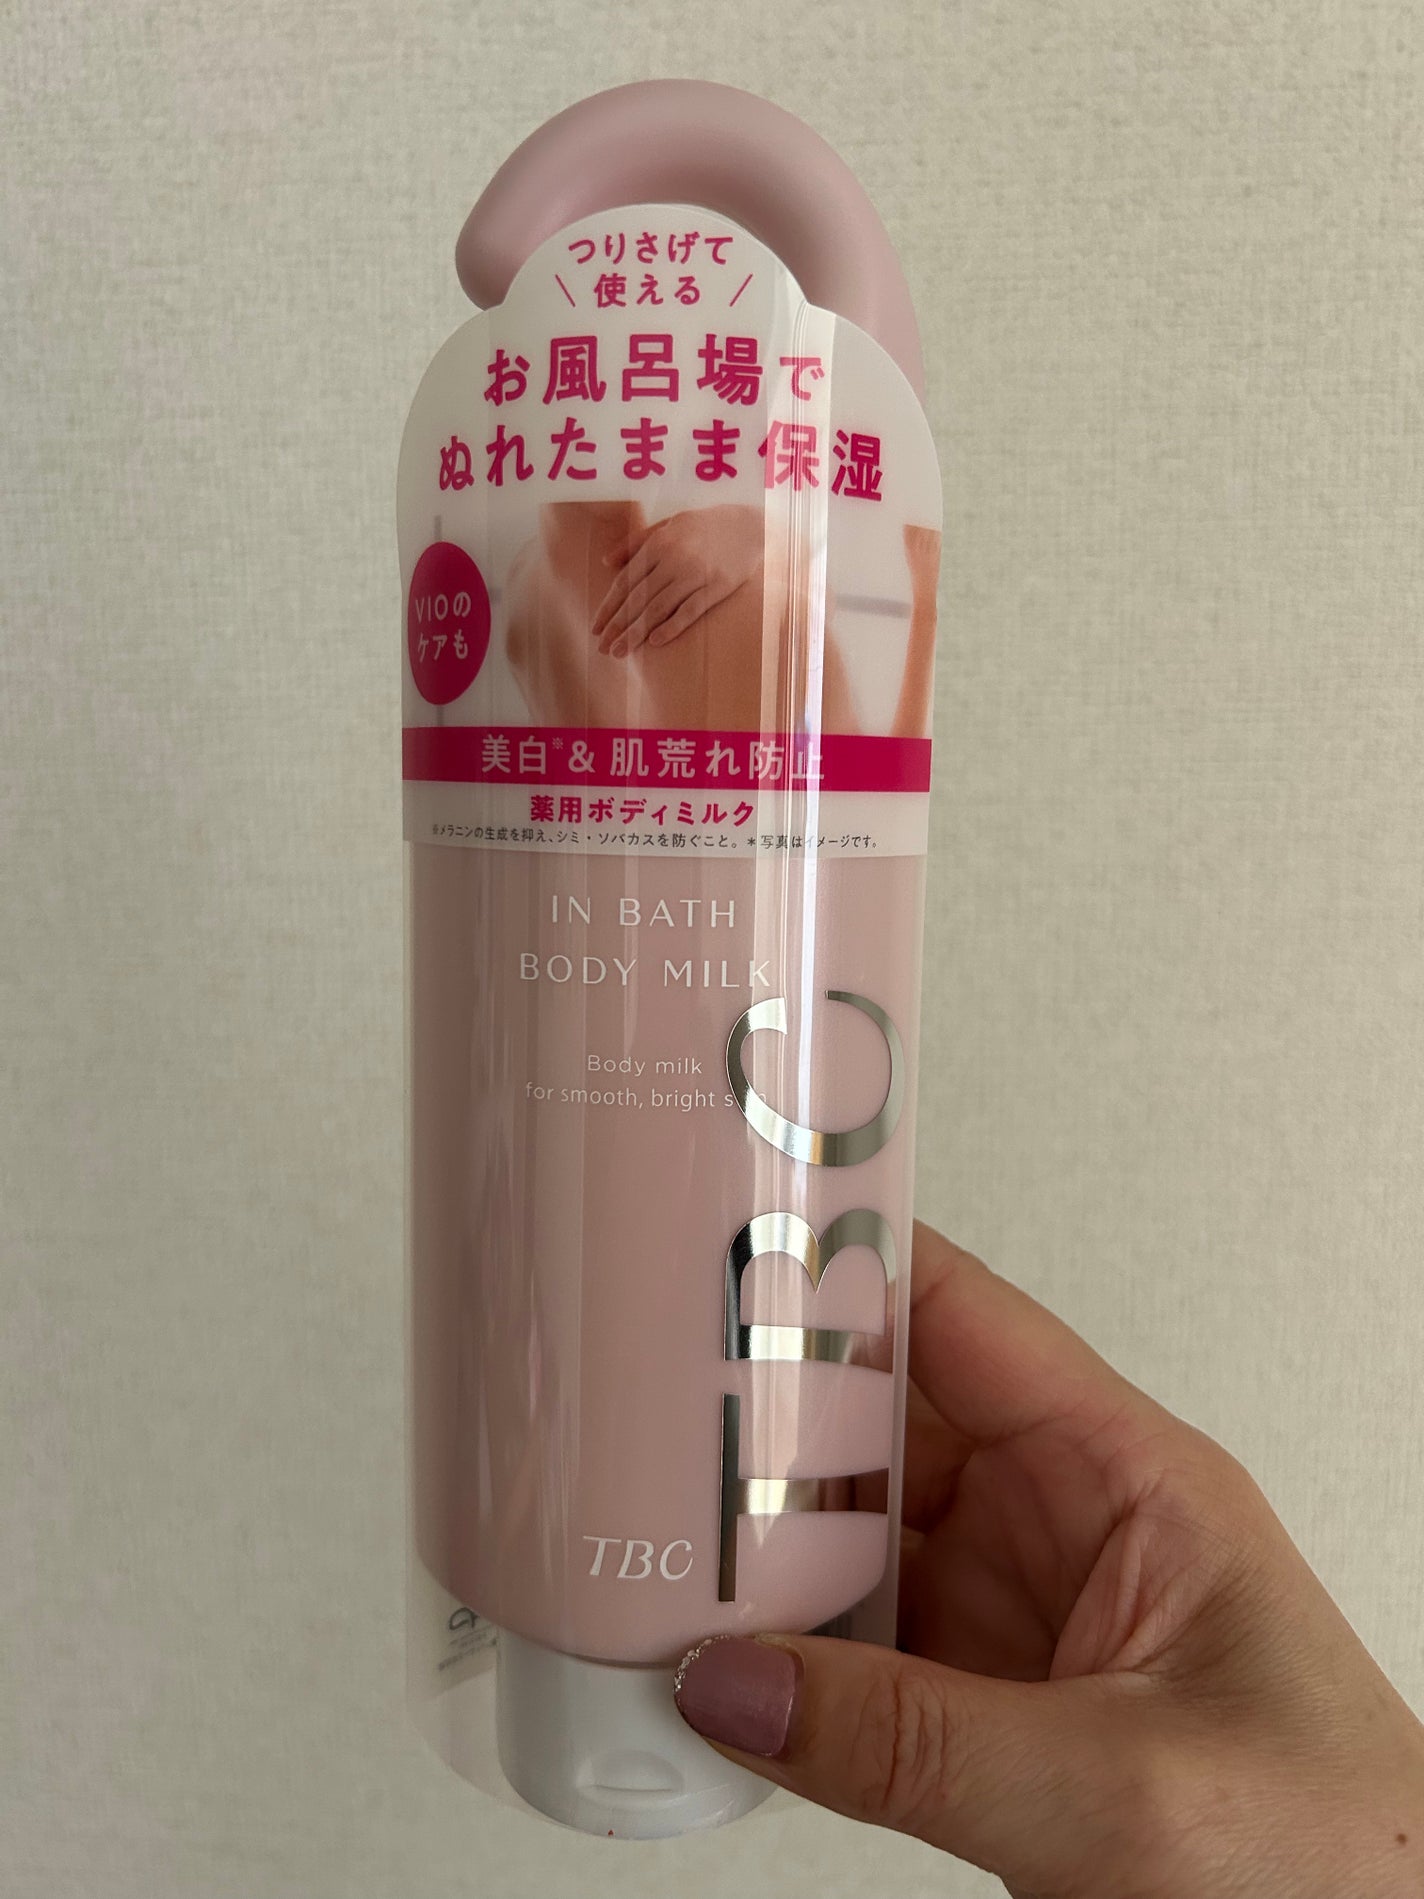 つりさげて
\ 使える /
お風呂場で
ぬれたまま保湿
VIOの
ケアも
美白※&肌荒れ防止
薬用ボディミルク
※メラニンの生成を抑え、シミ・ソバカスを防ぐこと。＊写真はイメージです。
IN BATH
BODY MILK
Body milk
for smooth, bright skin
TBC
TBC